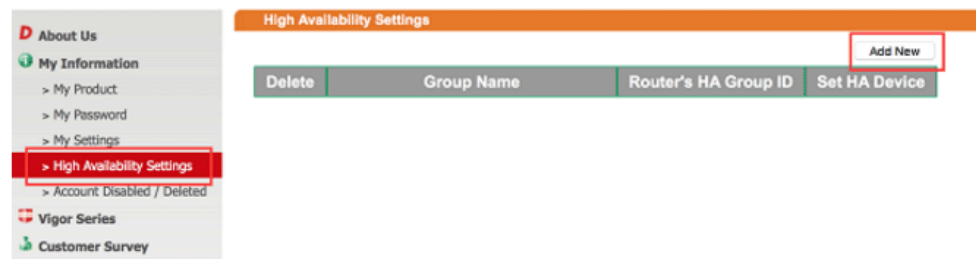 About Us
My Information
> My Product
> My Password
> My Settings
> High Availability Settings
> Account Disabled / Deleted
Vigor Series
Customer Survey
High Availability Settings
Add New
Delete Group Name Router's HA Group ID Set HA Device